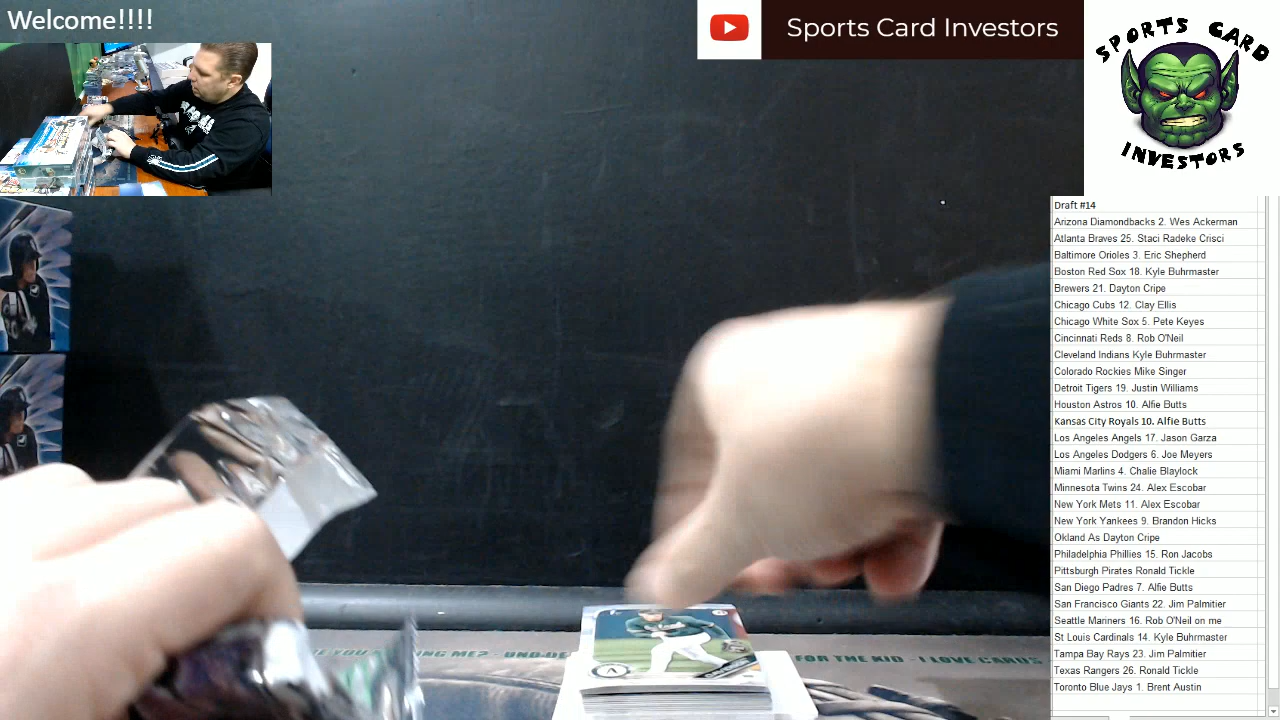 Welcome!!!!
Sports Card Investors
SPORTS CARD
INVESTORS
Draft #14
Arizona Diamondbacks 2. Wes Ackerman
Atlanta Braves 25. Staci Radeke Crisci
Baltimore Orioles 3. Eric Shepherd
Boston Red Sox 18. Kyle Buhrmaster
Brewers 21. Dayton Cripe
Chicago Cubs 12. Clay Ellis
Chicago White Sox 5. Pete Keyes
Cincinnati Reds 8. Rob O'Neil
Cleveland Indians Kyle Buhrmaster
Colorado Rockies Mike Singer
Detroit Tigers 19. Justin Williams
Houston Astros 10. Alfie Butts
Kansas City Royals 10. Alfie Butts
Los Angeles Angels 17. Jason Garza
Los Angeles Dodgers 6. Joe Meyers
Miami Marlins 4. Chalie Blaylock
Minnesota Twins 24. Alex Escobar
New York Mets 11. Alex Escobar
New York Yankees 9. Brandon Hicks
Okland As Dayton Cripe
Philadelphia Phillies 15. Ron Jacobs
Pittsburgh Pirates Ronald Tickle
San Diego Padres 7. Alfie Butts
San Francisco Giants 22. Jim Palmitier
Seattle Mariners 16. Rob O'Neil on me
St Louis Cardinals 14. Kyle Buhrmaster
Tampa Bay Rays 23. Jim Palmitier
Texas Rangers 26. Ronald Tickle
Toronto Blue Jays 1. Brent Austin
YOU KING ME? - FOR THE KID - I LOVE CARDS